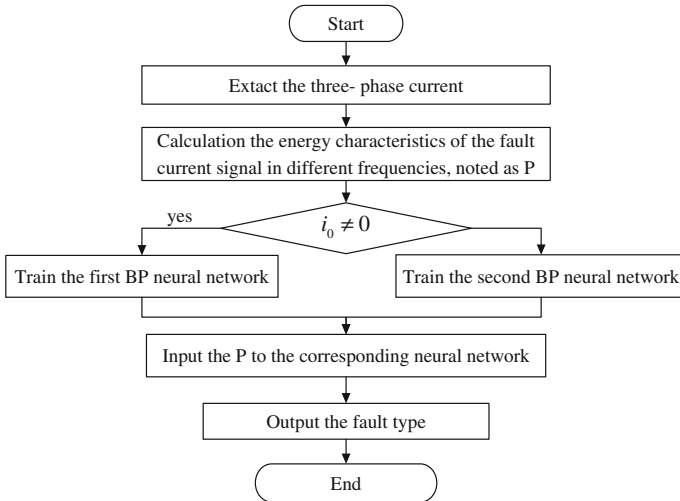 Start
Extact the three- phase current
Calculation the energy characteristics of the fault
current signal in different frequencies, noted as P
yes
i₀ ≠ 0
Train the first BP neural network
Train the second BP neural network
Input the P to the corresponding neural network
Output the fault type
End